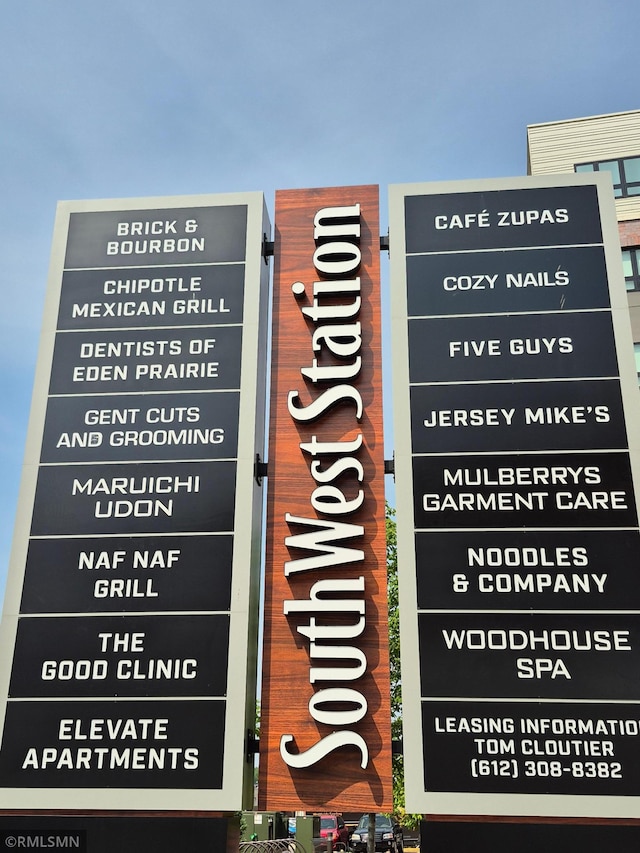 BRICK &
BOURBON
CHIPOTLE
MEXICAN GRILL
DENTISTS OF
EDEN PRAIRIE
GENT CUTS
AND GROOMING
MARUICHI
UDON
NAF NAF
GRILL
THE
GOOD CLINIC
ELEVATE
APARTMENTS
SouthWest Station
CAFÉ ZUPAS
COZY NAILS
FIVE GUYS
JERSEY MIKE'S
MULBERRYS
GARMENT CARE
NOODLES
& COMPANY
WOODHOUSE
SPA
LEASING INFORMATIO
TOM CLOUTIER
(612) 308-8382
©RMLSMN